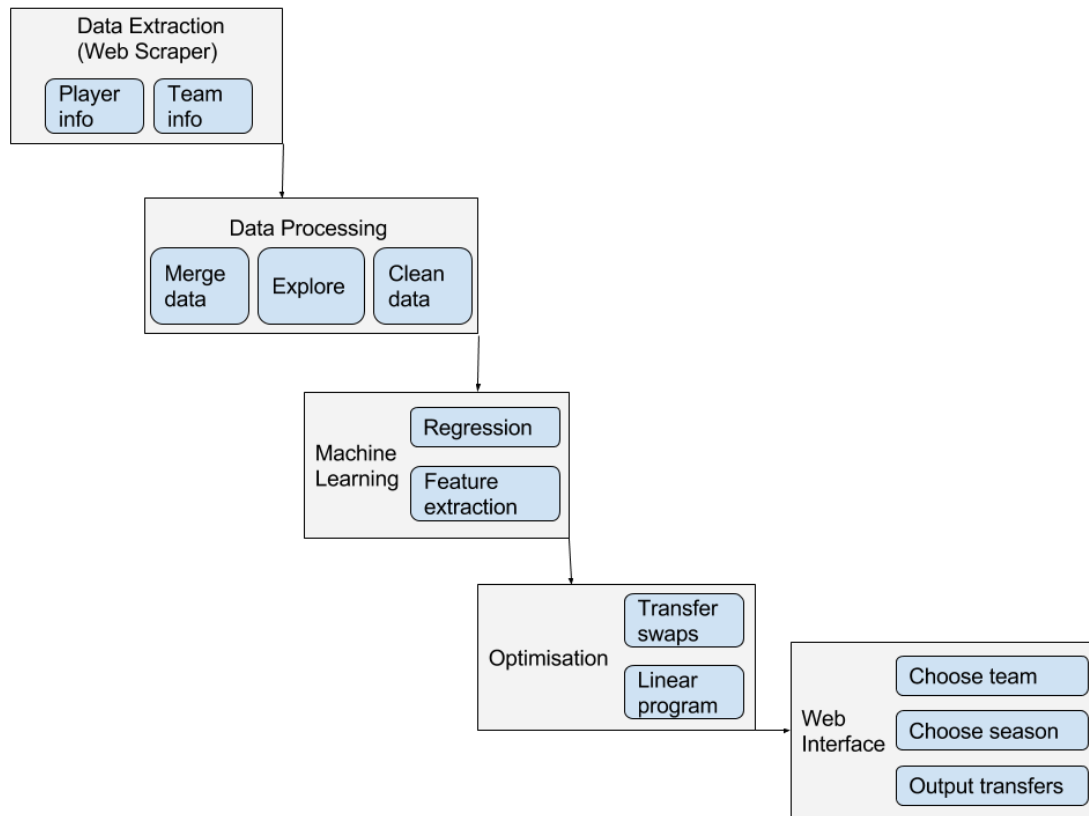 Data Extraction
(Web Scraper)
Player
info
Team
info
Data Processing
Merge
data
Explore
Clean
data
Machine
Learning
Regression
Feature
extraction
Optimisation
Transfer
swaps
Linear
program
Web
Interface
Choose team
Choose season
Output transfers